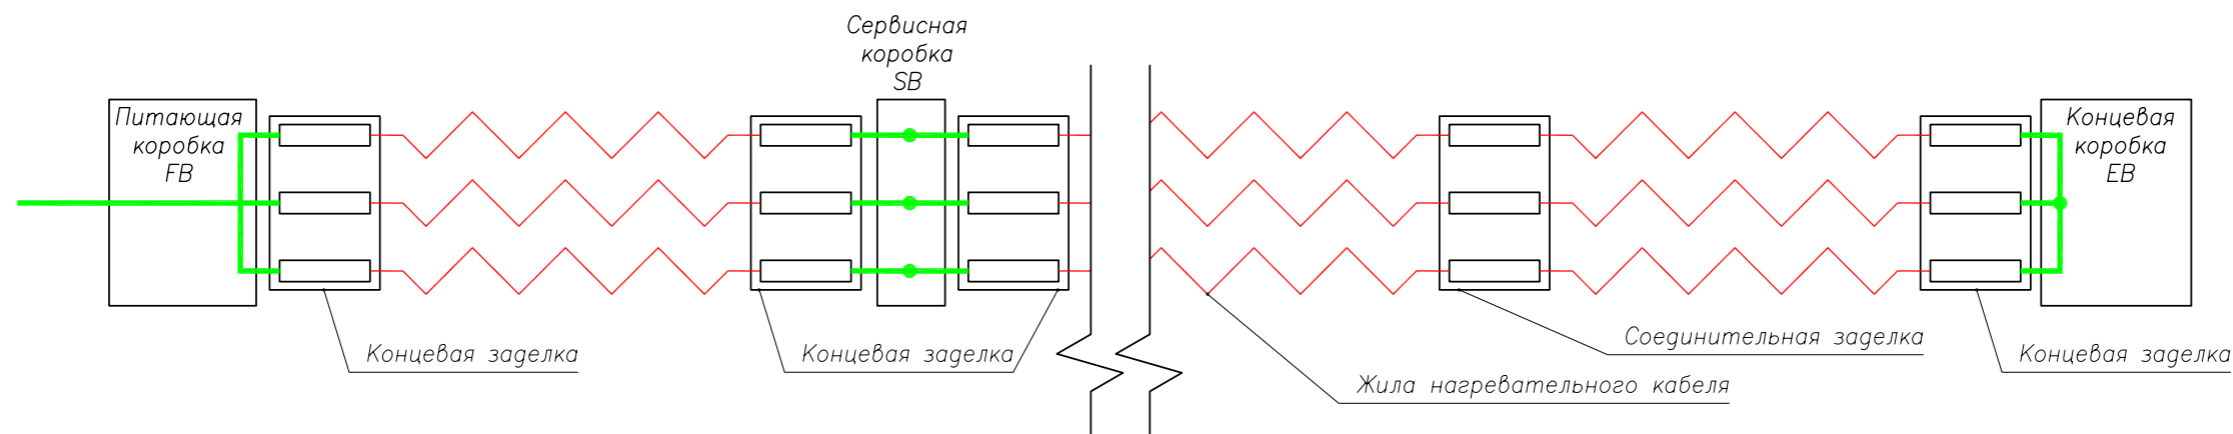 Сервисная
коробка
SB
Питающая
коробка
FB
Концевая
коробка
EB
Концевая заделка
Концевая заделка
Соединительная заделка
Концевая заделка
Жила нагревательного кабеля